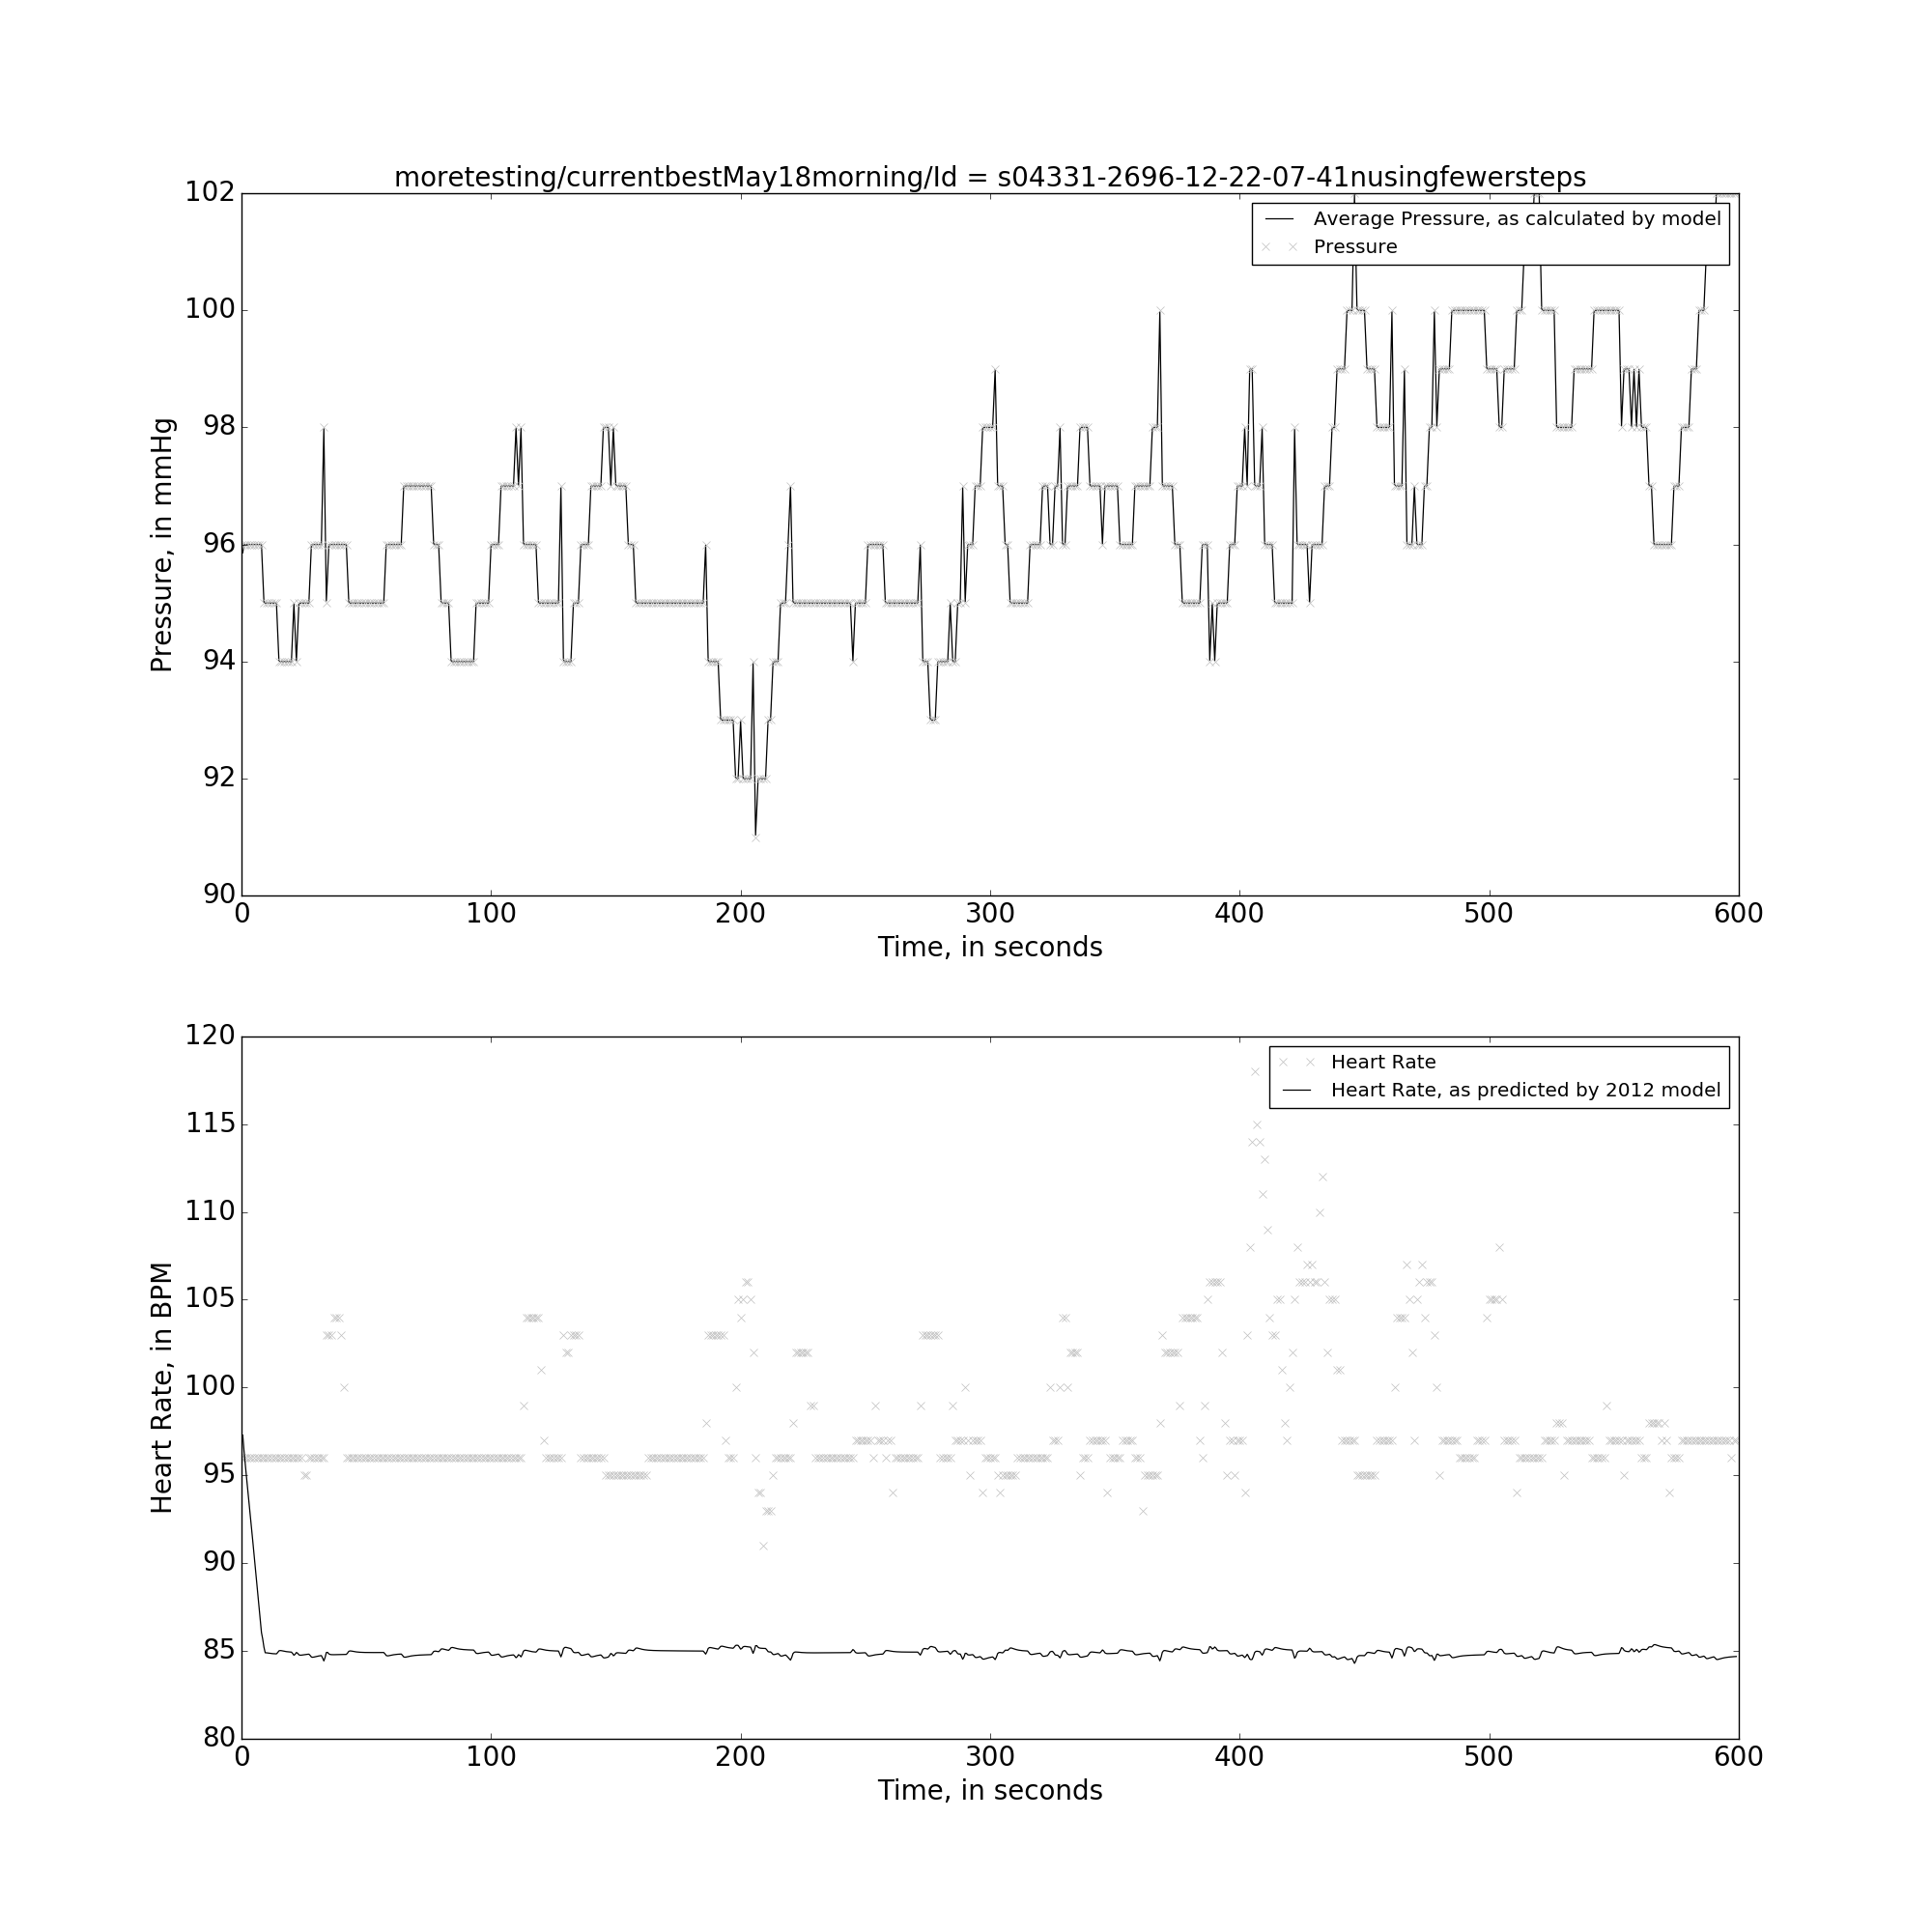 moretesting/currentbestMay18morning/Id = s04331-2696-12-22-07-41nusingfewersteps
102
100
98
96
94
92
90
Pressure, in mmHg
Average Pressure, as calculated by model
Pressure
0 100 200 300 400 500 600
Time, in seconds
120
115
110
105
100
95
90
85
80
Heart Rate, in BPM
Heart Rate
Heart Rate, as predicted by 2012 model
0 100 200 300 400 500 600
Time, in seconds